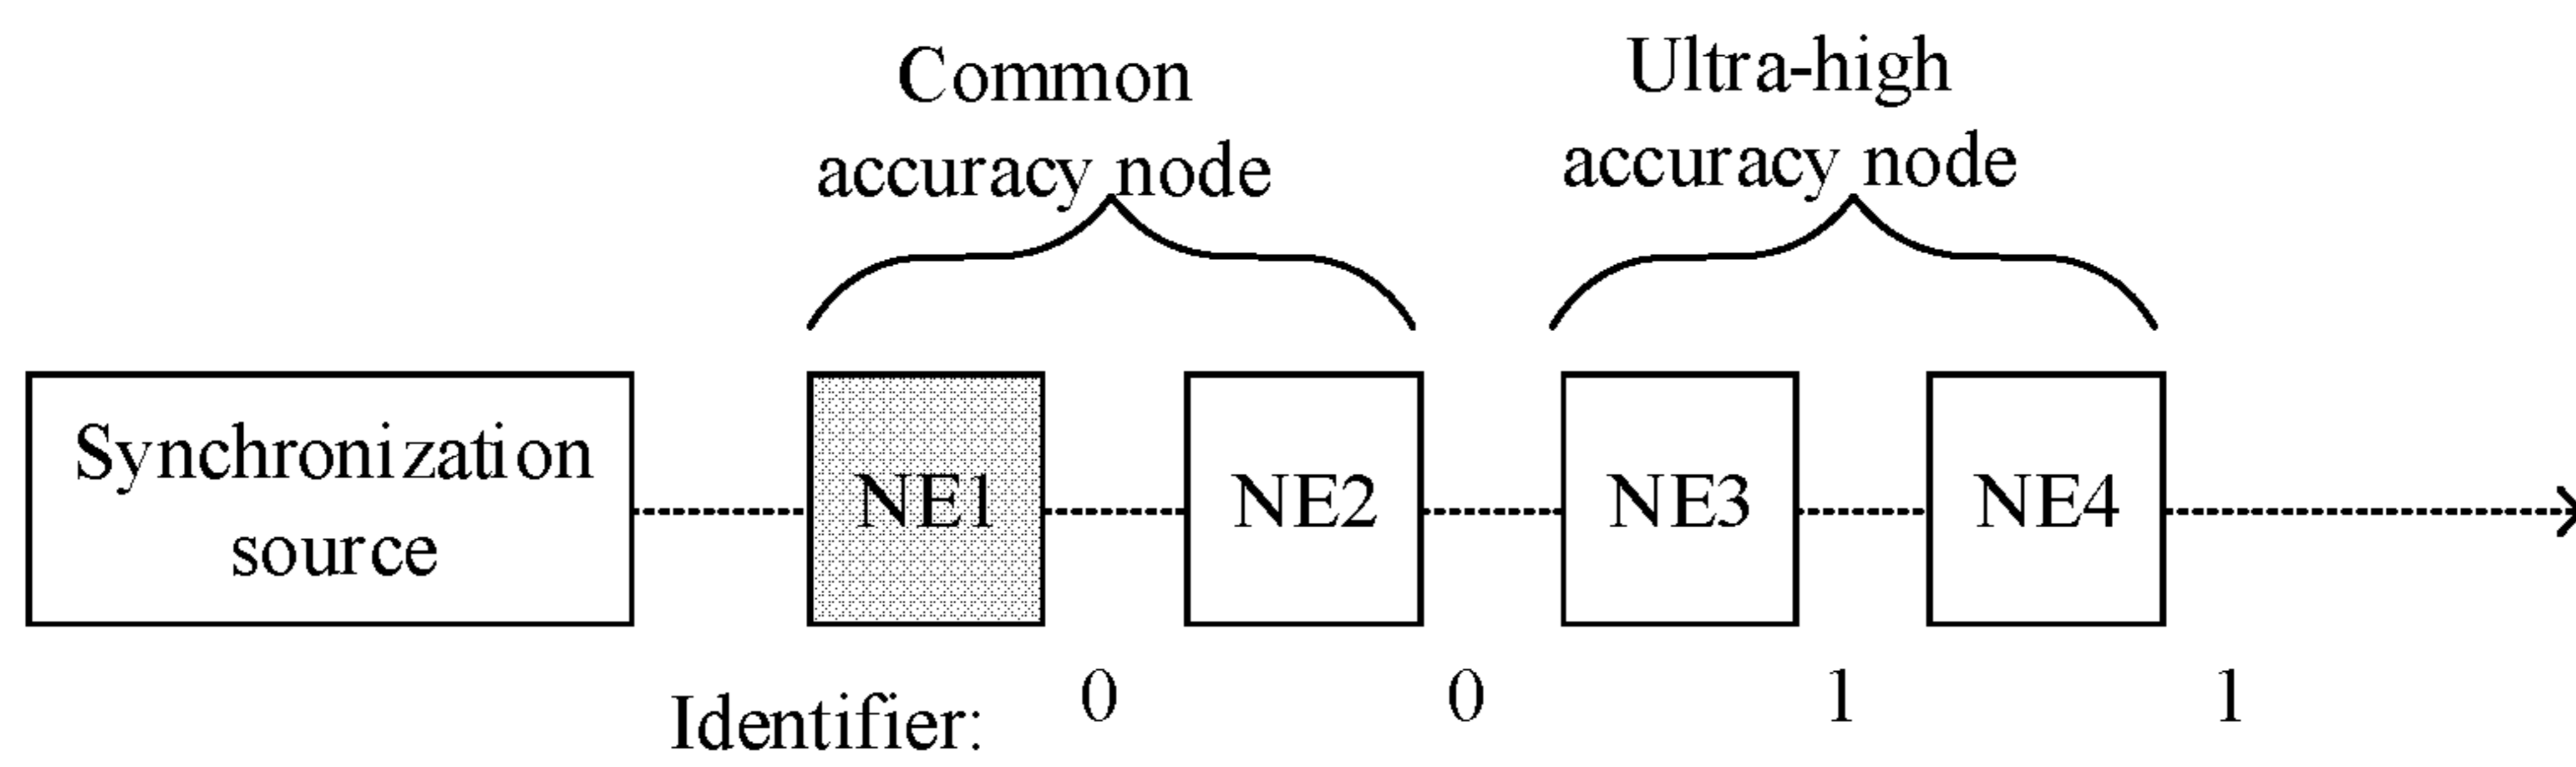 Common
accuracy node
Ultra-high
accuracy node
Synchronization
source
NE1
NE2
NE3
NE4
Identifier:
0
0
1
1